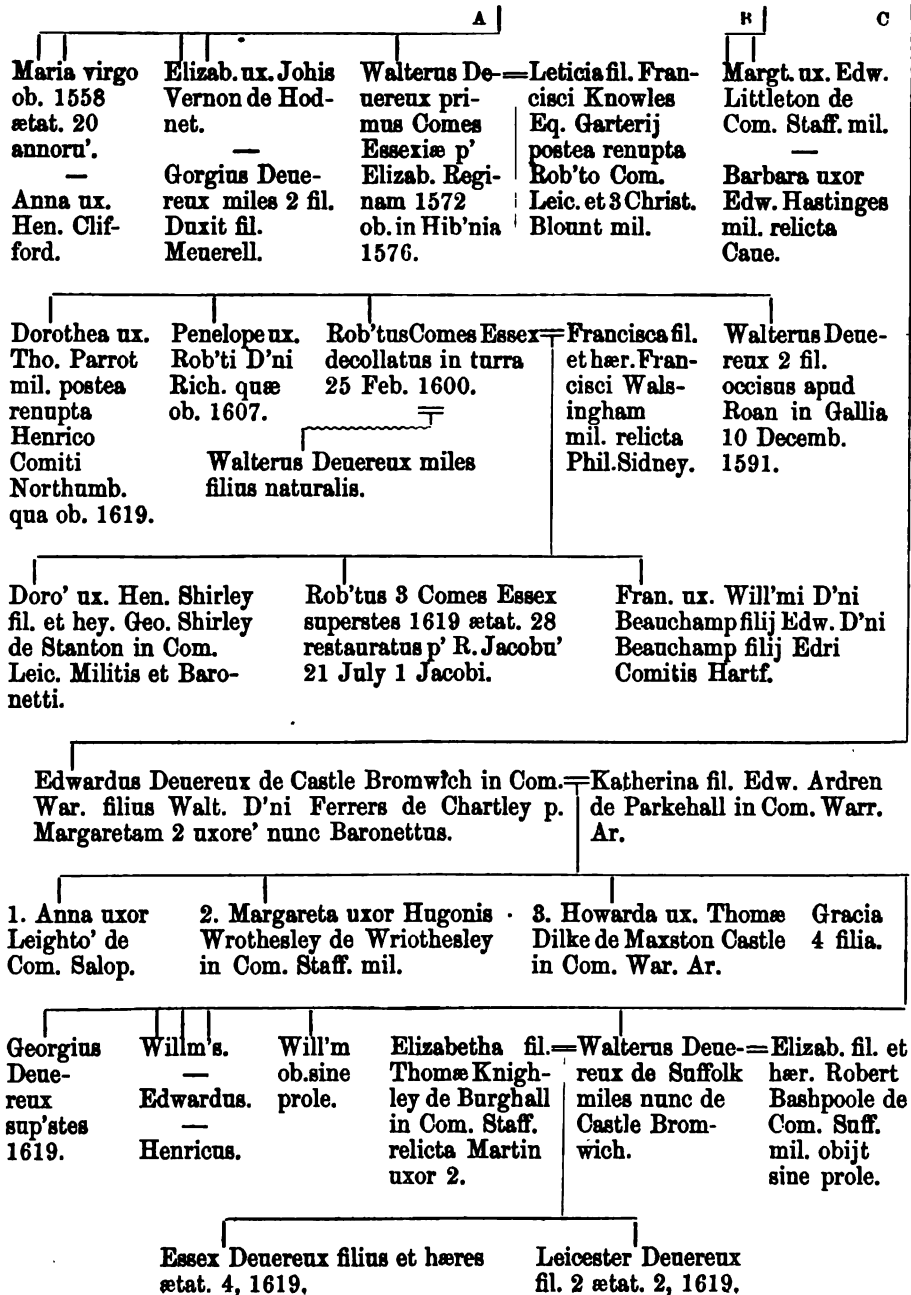 A B C
Maria virgo
ob. 1558
ætat. 20
annoru'.
—
Anna ux.
Hen. Clif-
ford.
Elizab. ux. Johis
Vernon de Hod-
net.
—
Gorgius Deue-
reux miles 2 fil.
Duxit fil.
Meuerell.
Walterus De-
uereux pri-
mus Comes
Essexiæ p'
Elizab. Regi-
nam 1572
ob. in Hib'nia
1576.
Leticia fil. Fran-
cisci Knowles
Eq. Garterij
postea renupta
Rob'to Com.
Leic. et 3 Christ.
Blount mil.
Margt. ux. Edw.
Littleton de
Com. Staff. mil.
—
Barbara uxor
Edw. Hastinges
mil. relicta
Caue.
Dorothea ux.
Tho. Parrot
mil. postea
renupta
Henrico
Comiti
Northumb.
qua ob. 1619.
Penelope ux.
Rob'ti D'ni
Rich. quæ
ob. 1607.
Rob'tus Comes Essex
decollatus in turra
25 Feb. 1600.
Walterus Deuereux miles
filius naturalis.
Francisca fil.
et hær. Fran-
cisci Wals-
ingham
mil. relicta
Phil. Sidney.
Walterus Deue-
reux 2 fil.
occisus apud
Roan in Gallia
10 Decemb.
1591.
Doro' ux. Hen. Shirley
fil. et hey. Geo. Shirley
de Stanton in Com.
Leic. Militis et Baro-
netti.
Rob'tus 3 Comes Essex
superstes 1619 ætat. 28
restauratus p' R. Jacobu'
21 July 1 Jacobi.
Fran. ux. Will'mi D'ni
Beauchamp filij Edw. D'ni
Beauchamp filij Edri
Comitis Hartf.
Edwardus Deuereux de Castle Bromwich in Com.
War. filius Walt. D'ni Ferrers de Chartley p.
Margaretam 2 uxore' nunc Baronettus.
Katherina fil. Edw. Ardren
de Parkehall in Com. Warr.
Ar.
1. Anna uxor
Leighto' de
Com. Salop.
2. Margareta uxor Hugonis
Wrothesley de Wriothesley
in Com. Staff. mil.
3. Howarda ux. Thomæ
Dilke de Maxston Castle
in Com. War. Ar.
Gracia
4 filia.
Georgius
Deue-
reux
sup'stes
1619.
Willm's.
—
Edwardus.
—
Henricus.
Will'm
ob. sine
prole.
Elizabetha fil.
Thomæ Knigh-
ley de Burghall
in Com. Staff.
relicta Martin
uxor 2.
Walterus Deue-
reux de Suffolk
miles nunc de
Castle Brom-
wich.
Elizab. fil. et
hær. Robert
Bashpoole de
Com. Suff.
mil. obijt
sine prole.
Essex Deuereux filius et hæres
ætat. 4, 1619.
Leicester Deuereux
fil. 2 ætat. 2, 1619.